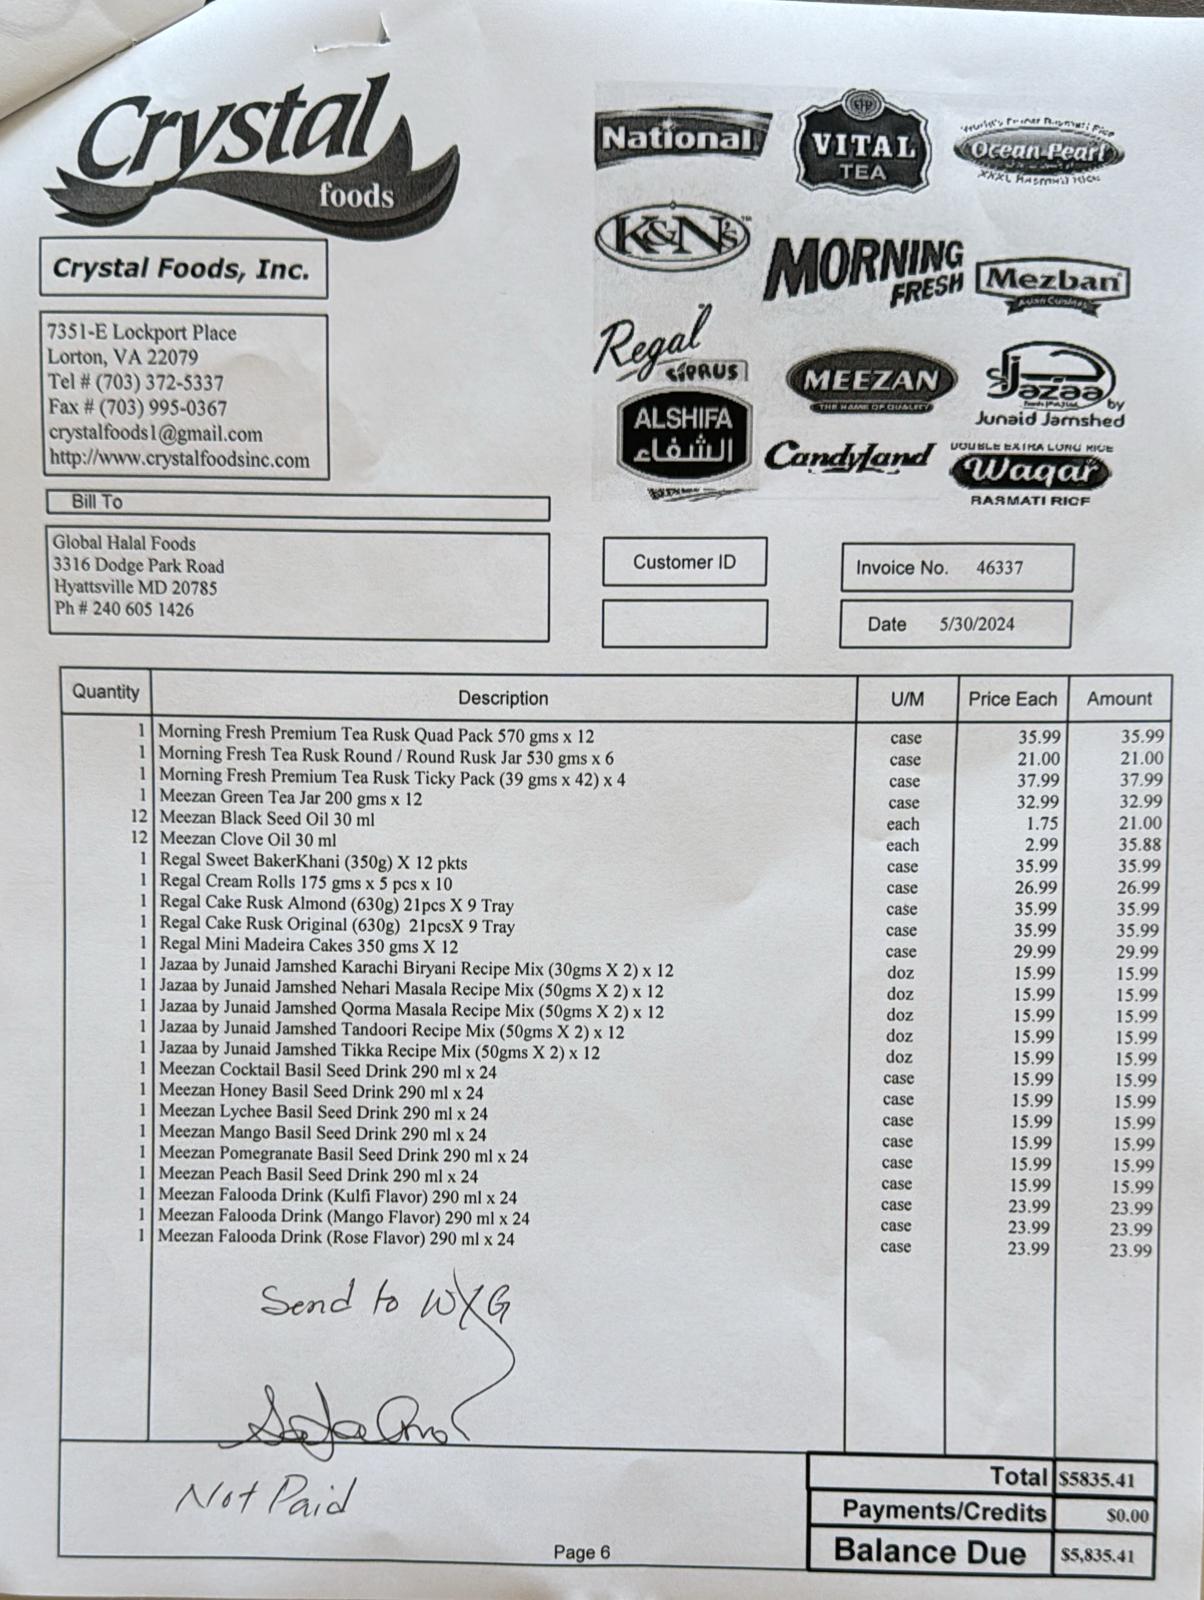 Crystal
foods
National
VITAL
TEA
Ocean Pearl
XXXL BASMATI RICE
K&N's
MORNING
FRESH
Mezban
Asian Cuisines
Regal
CIPRUS
MEEZAN
THE NAME OF QUALITY
Jazaa
by
Junaid Jamshed
ALSHIFA
الشفاء
CandyLand
DOUBLE EXTRA LONG RICE
Waqar
BASMATI RICE
Crystal Foods, Inc.
7351-E Lockport Place
Lorton, VA 22079
Tel # (703) 372-5337
Fax # (703) 995-0367
crystalfoods1@gmail.com
http://www.crystalfoodsinc.com
Bill To
Global Halal Foods
3316 Dodge Park Road
Hyattsville MD 20785
Ph # 240 605 1426
Customer ID
Invoice No. 46337
Date 5/30/2024
Quantity Description U/M Price Each Amount
1 Morning Fresh Premium Tea Rusk Quad Pack 570 gms x 12 case 35.99 35.99
1 Morning Fresh Tea Rusk Round / Round Rusk Jar 530 gms x 6 case 21.00 21.00
1 Morning Fresh Premium Tea Rusk Ticky Pack (39 gms x 42) x 4 case 37.99 37.99
1 Meezan Green Tea Jar 200 gms x 12 case 32.99 32.99
12 Meezan Black Seed Oil 30 ml each 1.75 21.00
12 Meezan Clove Oil 30 ml each 2.99 35.88
1 Regal Sweet BakerKhani (350g) X 12 pkts case 35.99 35.99
1 Regal Cream Rolls 175 gms x 5 pcs x 10 case 26.99 26.99
1 Regal Cake Rusk Almond (630g) 21pcs X 9 Tray case 35.99 35.99
1 Regal Cake Rusk Original (630g) 21pcsX 9 Tray case 35.99 35.99
1 Regal Mini Madeira Cakes 350 gms X 12 case 29.99 29.99
1 Jazaa by Junaid Jamshed Karachi Biryani Recipe Mix (30gms X 2) x 12 doz 15.99 15.99
1 Jazaa by Junaid Jamshed Nehari Masala Recipe Mix (50gms X 2) x 12 doz 15.99 15.99
1 Jazaa by Junaid Jamshed Qorma Masala Recipe Mix (50gms X 2) x 12 doz 15.99 15.99
1 Jazaa by Junaid Jamshed Tandoori Recipe Mix (50gms X 2) x 12 doz 15.99 15.99
1 Jazaa by Junaid Jamshed Tikka Recipe Mix (50gms X 2) x 12 doz 15.99 15.99
1 Meezan Cocktail Basil Seed Drink 290 ml x 24 case 15.99 15.99
1 Meezan Honey Basil Seed Drink 290 ml x 24 case 15.99 15.99
1 Meezan Lychee Basil Seed Drink 290 ml x 24 case 15.99 15.99
1 Meezan Mango Basil Seed Drink 290 ml x 24 case 15.99 15.99
1 Meezan Pomegranate Basil Seed Drink 290 ml x 24 case 15.99 15.99
1 Meezan Peach Basil Seed Drink 290 ml x 24 case 15.99 15.99
1 Meezan Falooda Drink (Kulfi Flavor) 290 ml x 24 case 23.99 23.99
1 Meezan Falooda Drink (Mango Flavor) 290 ml x 24 case 23.99 23.99
1 Meezan Falooda Drink (Rose Flavor) 290 ml x 24 case 23.99 23.99
Send to WXG
Not Paid
Total $5835.41
Payments/Credits $0.00
Balance Due $5,835.41
Page 6